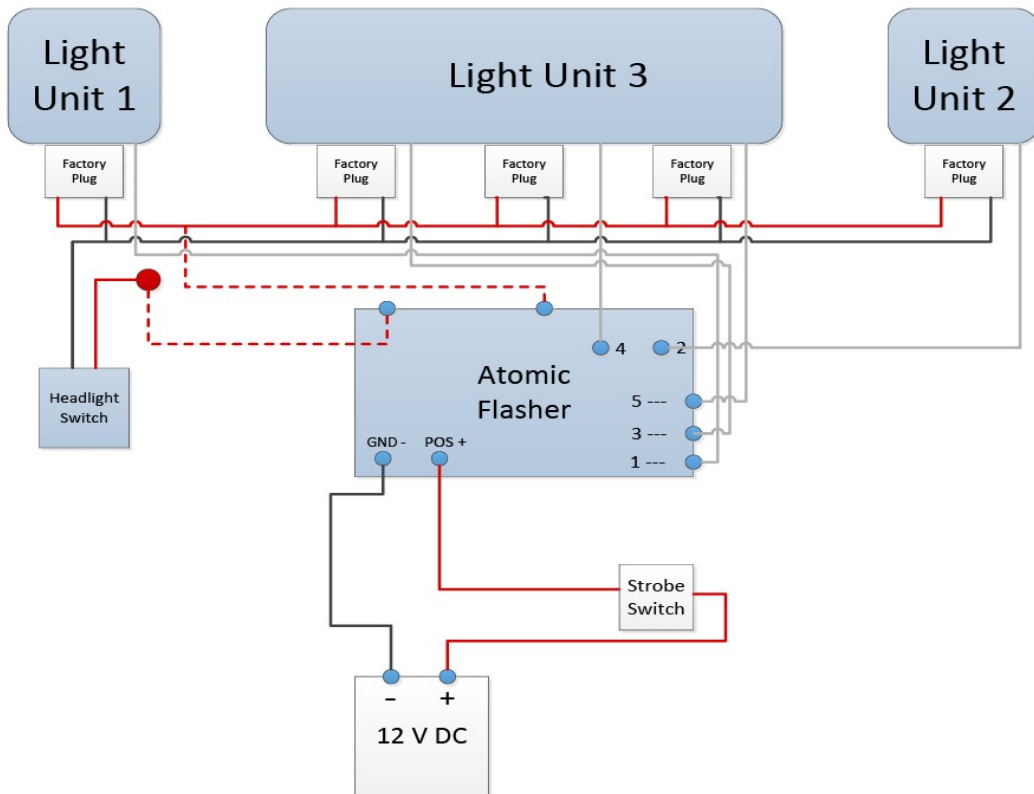 Light
Unit 1
Light Unit 3
Light
Unit 2
Factory
Plug
Factory
Plug
Factory
Plug
Factory
Plug
Factory
Plug
Headlight
Switch
Atomic
Flasher
4
2
5 ---
3 ---
1 ---
GND -
POS +
Strobe
Switch
- +
12 V DC